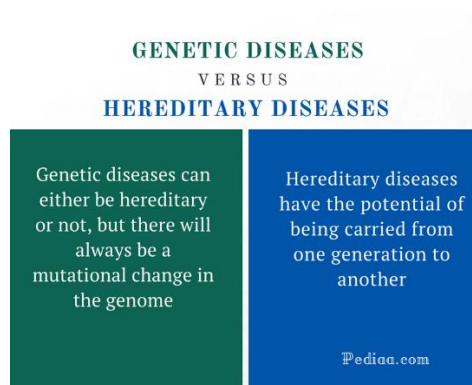 GENETIC DISEASES
VERSUS
HEREDITARY DISEASES
Genetic diseases can
either be hereditary
or not, but there will
always be a
mutational change in
the genome
Hereditary diseases
have the potential of
being carried from
one generation to
another
Pediaa.com